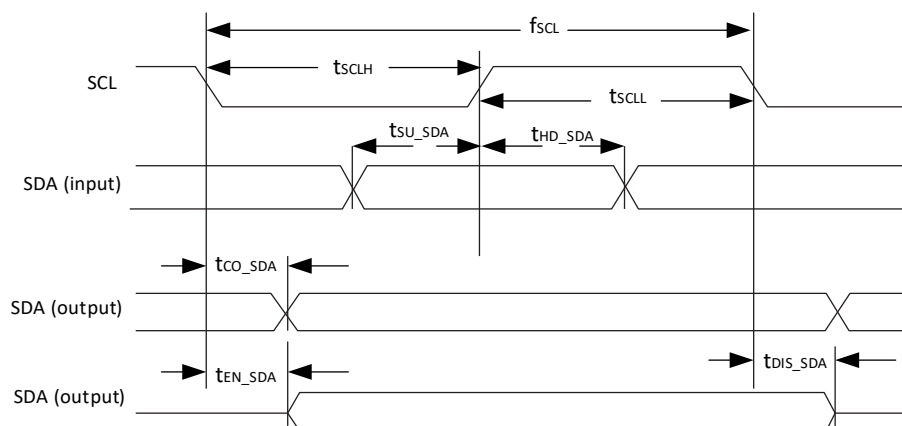 fSCL
SCL
tSCLH
tSCLL
tSU_SDA
tHD_SDA
SDA (input)
tCO_SDA
SDA (output)
tEN_SDA
tDIS_SDA
SDA (output)